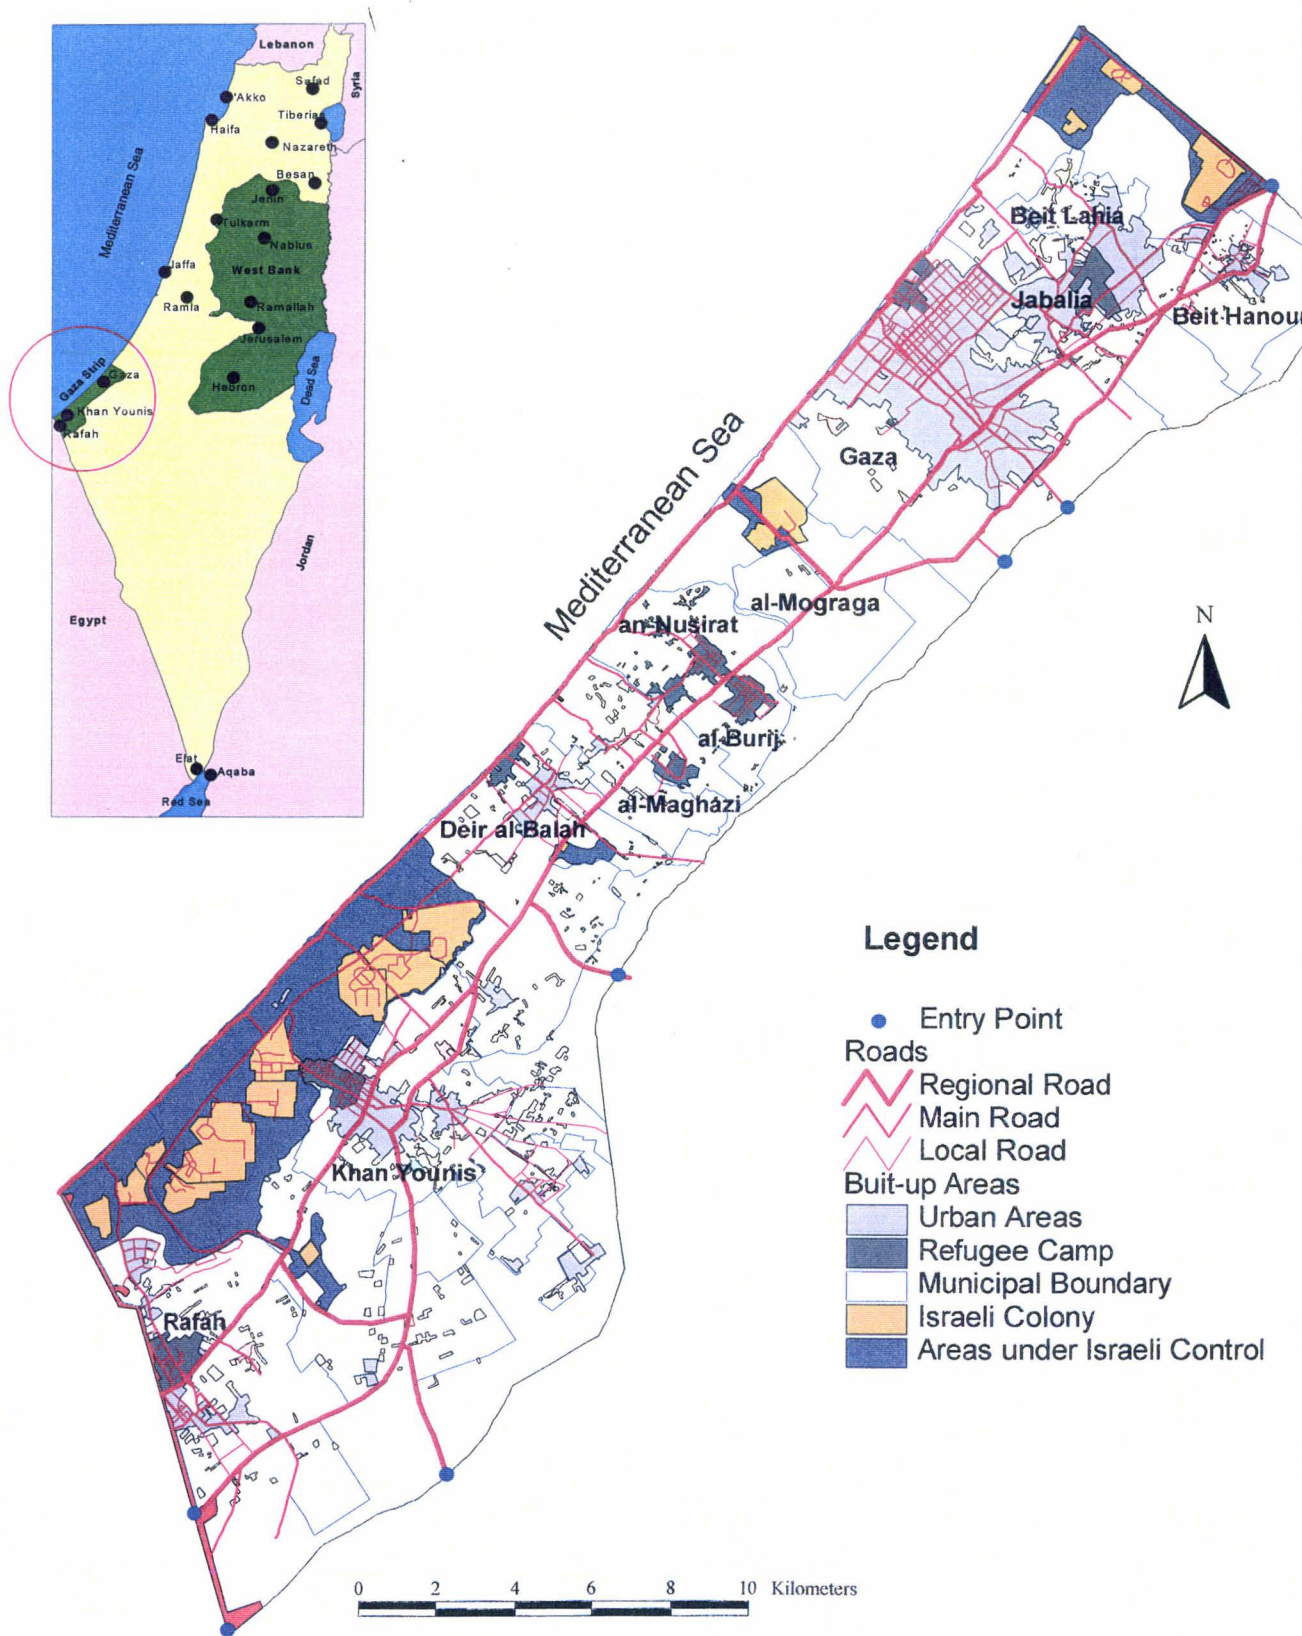 Lebanon
Syria
Safad
'Akko
Tiberias
Haifa
Nazareth
Besan
Jenin
Tulkarm
Nablus
Mediterranean Sea
West Bank
Jaffa
Ramla
Ramallah
Jerusalem
Dead Sea
Hebron
Gaza Strip
Gaza
Khan Younis
Rafah
Jordan
Egypt
Elat
Aqaba
Red Sea
Beit Lahia
Jabalia
Beit Hanoun
Gaza
Mediterranean Sea
al-Mograga
an-Nusirat
al-Burij
al-Maghazi
Deir al-Balah
Khan Younis
Rafah
N
Legend
Entry Point
Roads
Regional Road
Main Road
Local Road
Buit-up Areas
Urban Areas
Refugee Camp
Municipal Boundary
Israeli Colony
Areas under Israeli Control
0 2 4 6 8 10 Kilometers